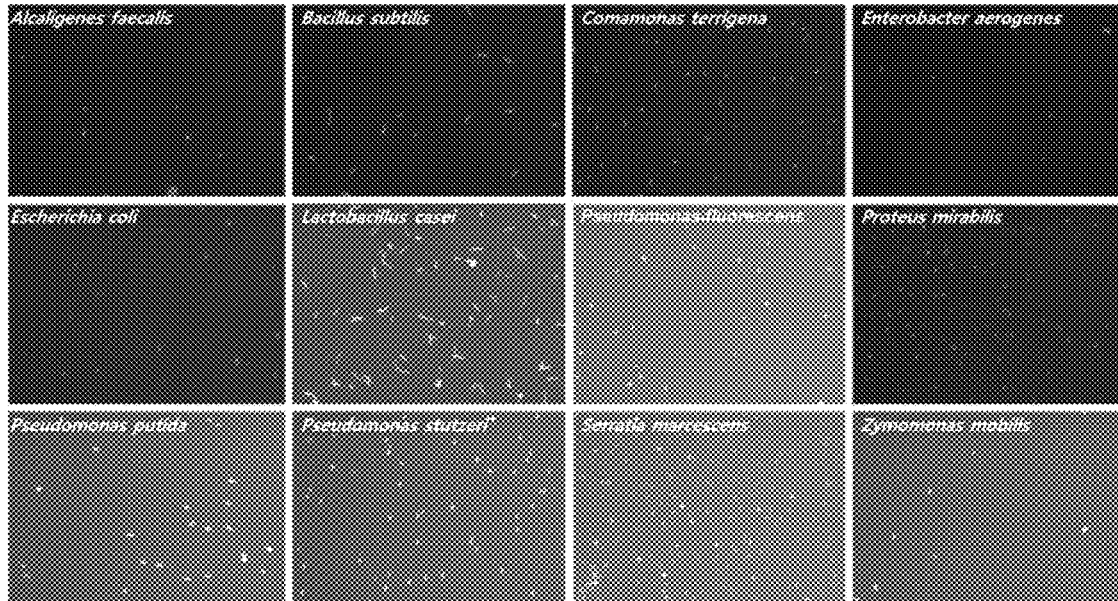 Alcaligenes faecalis
Bacillus subtilis
Comamonas terrigena
Enterobacter aerogenes
Escherichia coli
Lactobacillus casei
Pseudomonas fluorescens
Proteus mirabilis
Pseudomonas putida
Pseudomonas stutzeri
Serratia marcescens
Zymomonas mobilis